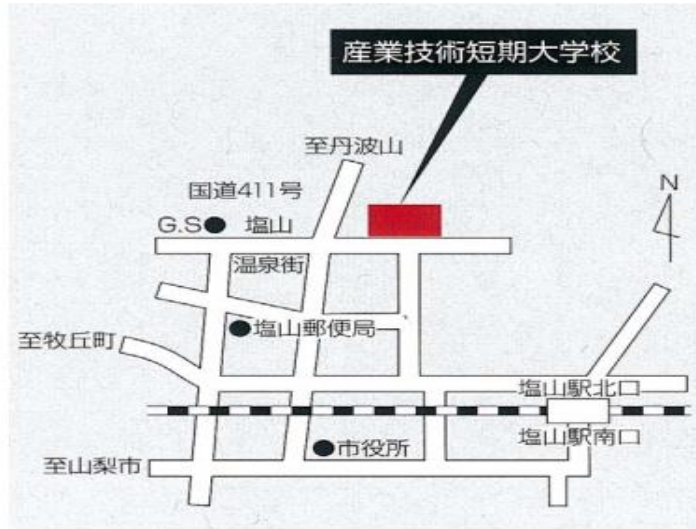 産業技術短期大学校
至丹波山
N
国道411号
G.S 塩山
温泉街
塩山郵便局
至牧丘町
塩山駅北口
塩山駅南口
市役所
至山梨市